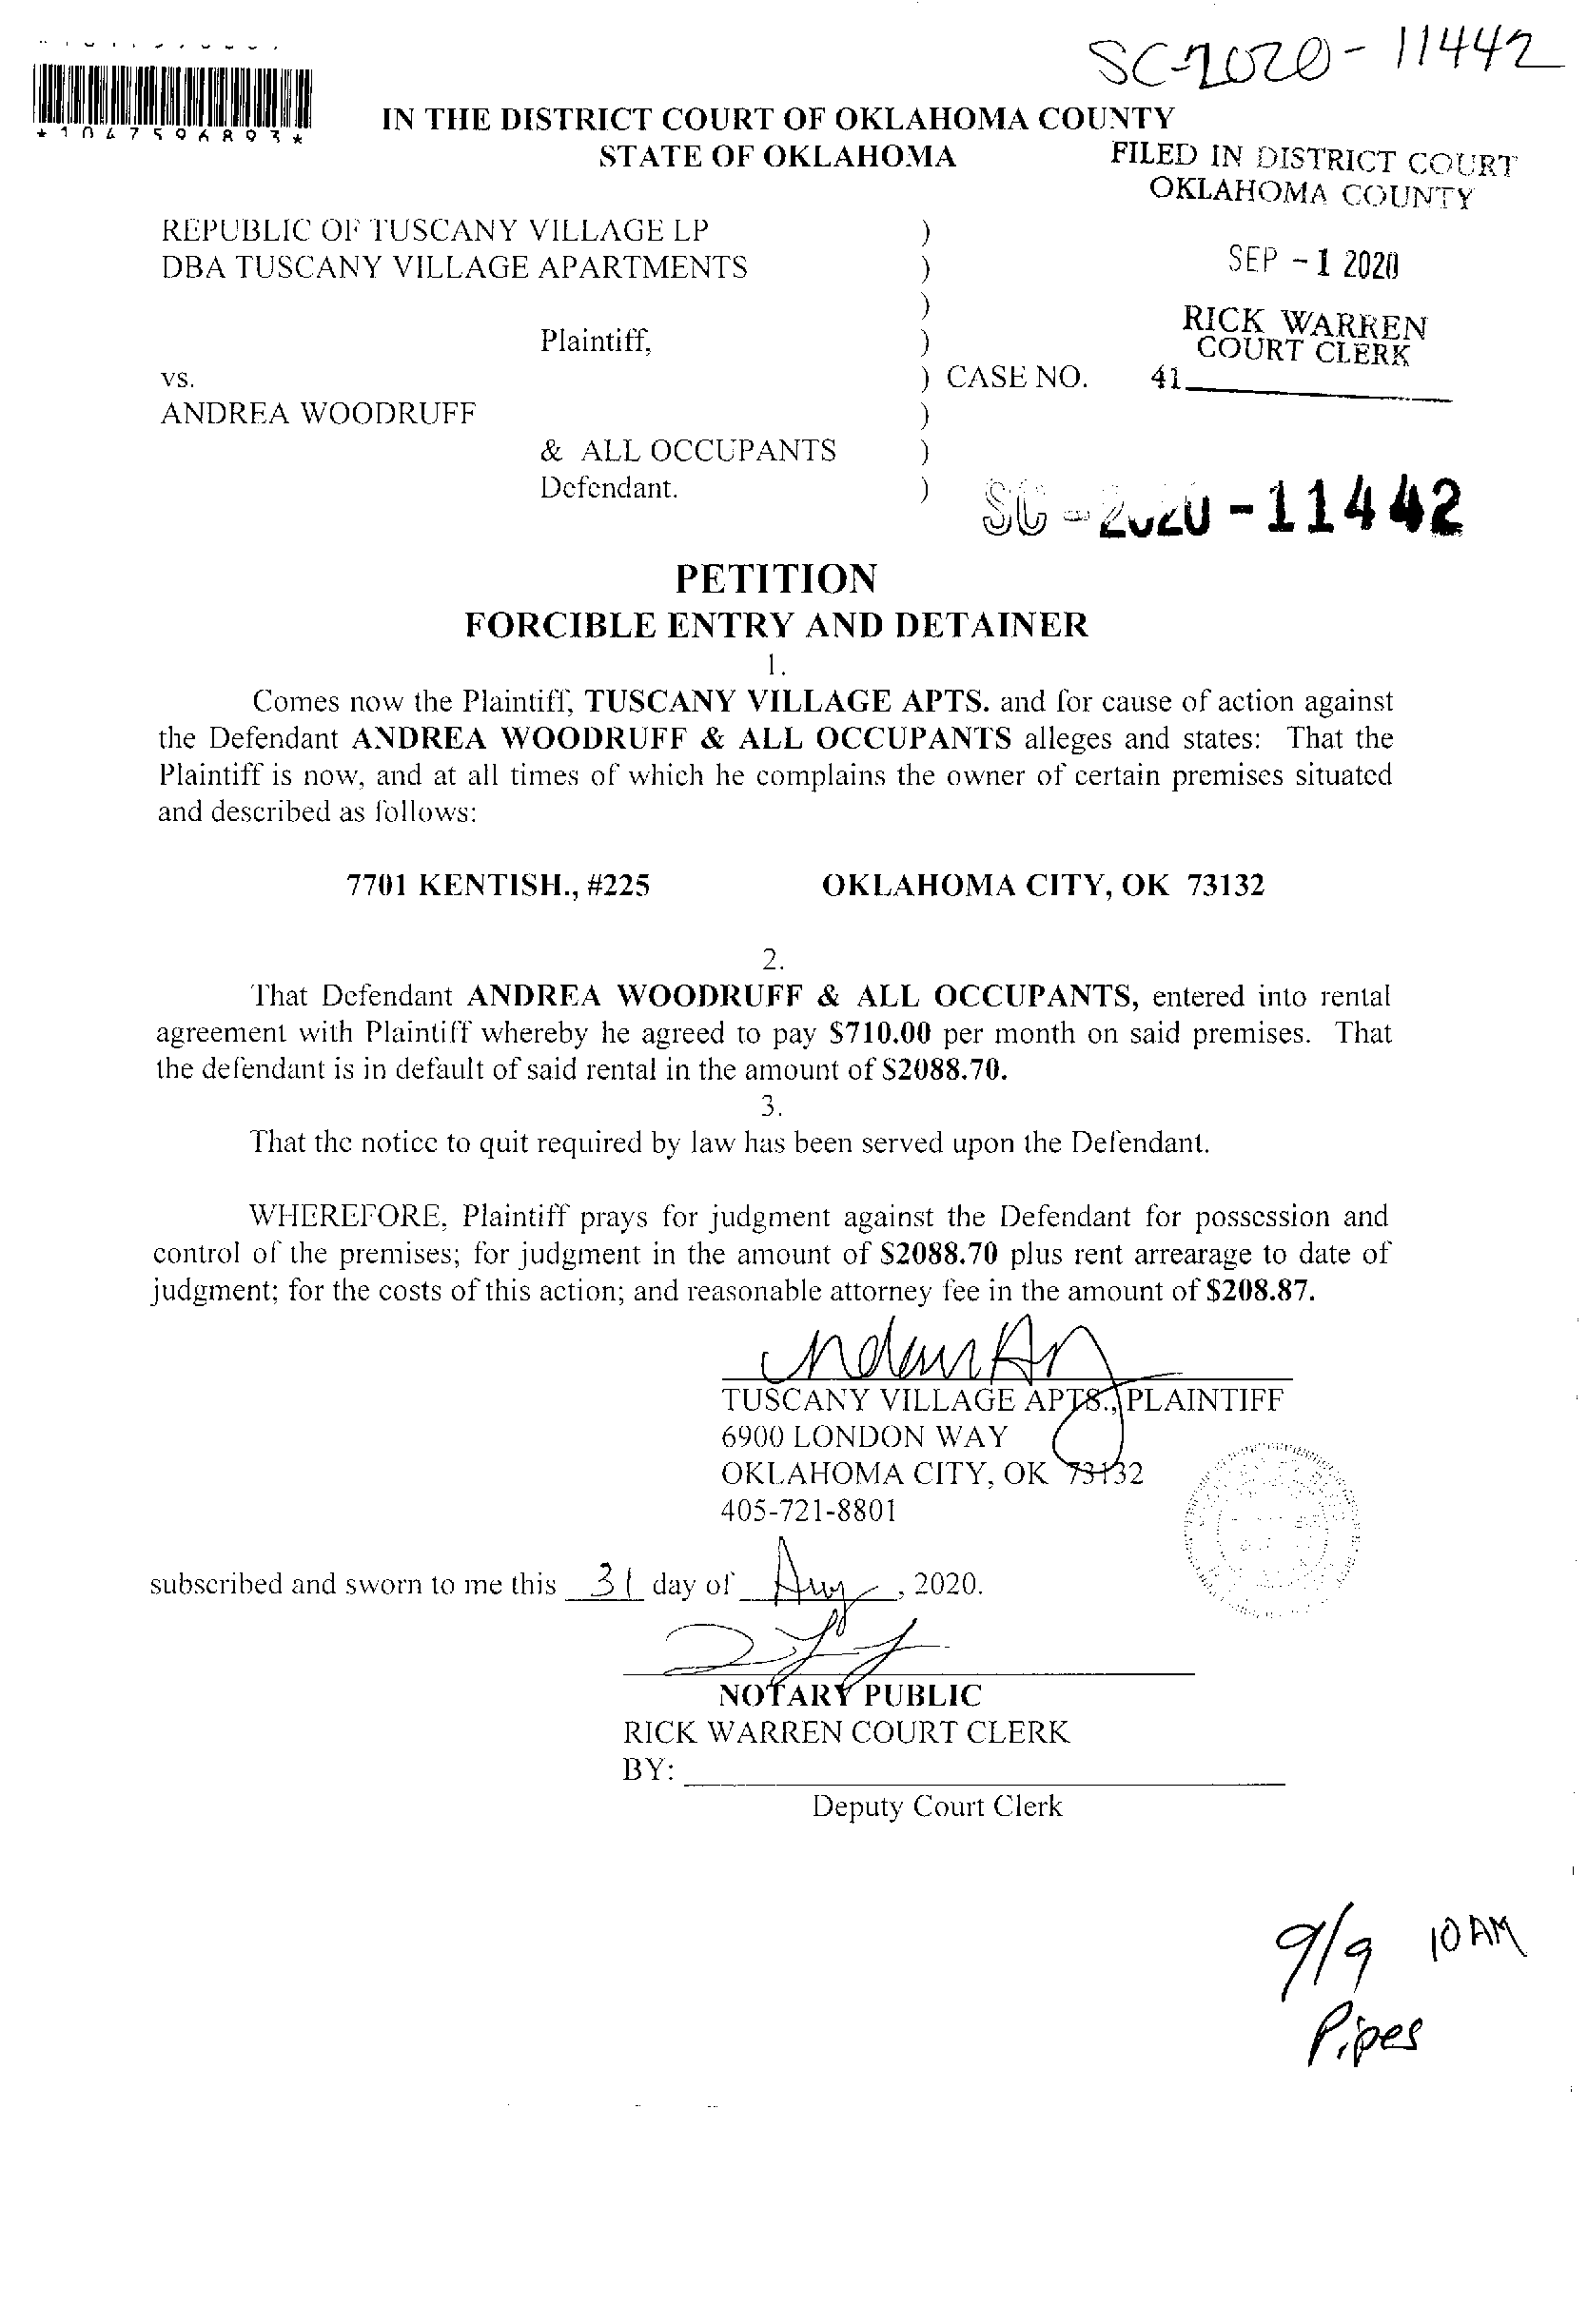 SC-2020-11442
*1047596893*
IN THE DISTRICT COURT OF OKLAHOMA COUNTY
STATE OF OKLAHOMA
FILED IN DISTRICT COURT
OKLAHOMA COUNTY
REPUBLIC OF TUSCANY VILLAGE LP )
DBA TUSCANY VILLAGE APARTMENTS )
SEP -1 2020
)
RICK WARREN
Plaintiff, )
COURT CLERK
vs. ) CASE NO. 41
ANDREA WOODRUFF )
& ALL OCCUPANTS )
Defendant. )
SC-2020-11442
PETITION
FORCIBLE ENTRY AND DETAINER
1.
Comes now the Plaintiff, TUSCANY VILLAGE APTS. and for cause of action against
the Defendant ANDREA WOODRUFF & ALL OCCUPANTS alleges and states: That the
Plaintiff is now, and at all times of which he complains the owner of certain premises situated
and described as follows:
7701 KENTISH., #225 OKLAHOMA CITY, OK 73132
2.
That Defendant ANDREA WOODRUFF & ALL OCCUPANTS, entered into rental
agreement with Plaintiff whereby he agreed to pay $710.00 per month on said premises. That
the defendant is in default of said rental in the amount of $2088.70.
3.
That the notice to quit required by law has been served upon the Defendant.
WHEREFORE, Plaintiff prays for judgment against the Defendant for possession and
control of the premises; for judgment in the amount of $2088.70 plus rent arrearage to date of
judgment; for the costs of this action; and reasonable attorney fee in the amount of $208.87.
TUSCANY VILLAGE APTS., PLAINTIFF
6900 LONDON WAY
OKLAHOMA CITY, OK 73132
405-721-8801
subscribed and sworn to me this 31 day of Aug, 2020.
NOTARY PUBLIC
RICK WARREN COURT CLERK
BY:
Deputy Court Clerk
9/9 10 AM
Pipes